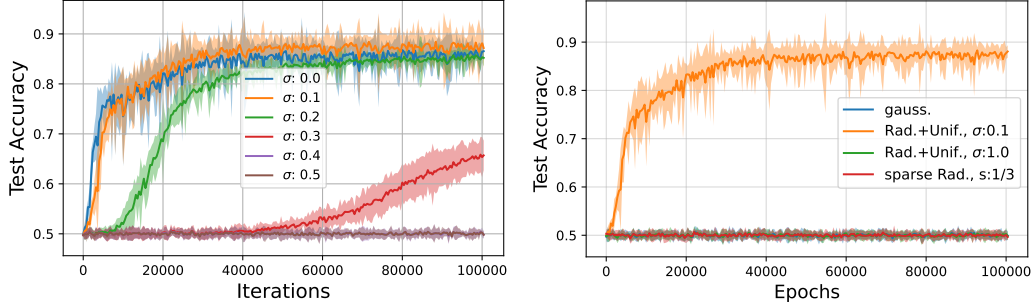 Test Accuracy
0.9
0.8
0.7
0.6
0.5
σ: 0.0
σ: 0.1
σ: 0.2
σ: 0.3
σ: 0.4
σ: 0.5
0 20000 40000 60000 80000 100000
Iterations
Test Accuracy
0.9
0.8
0.7
0.6
0.5
gauss.
Rad.+Unif., σ:0.1
Rad.+Unif., σ:1.0
sparse Rad., s:1/3
0 20000 40000 60000 80000 100000
Epochs